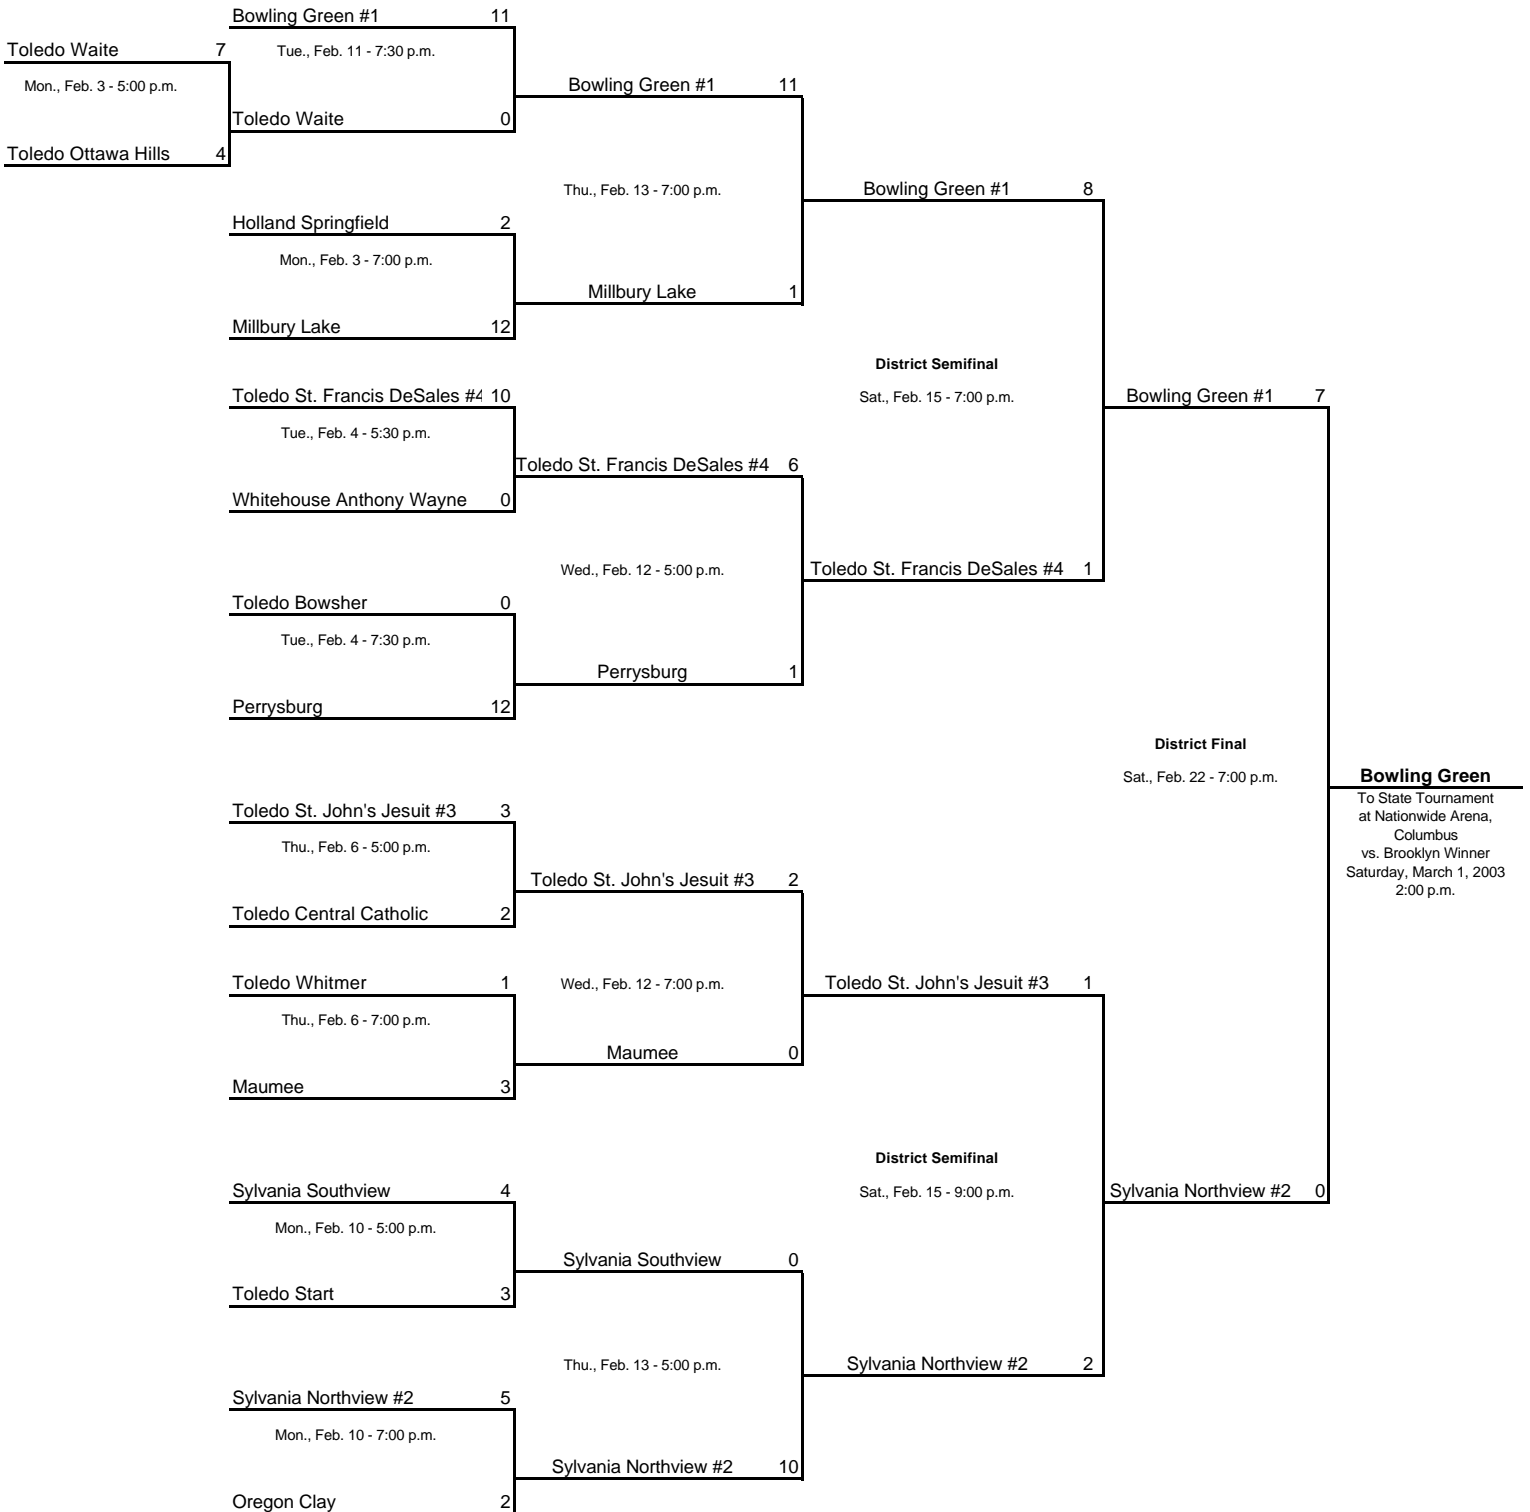 Bowling Green #1 11
Toledo Waite 7
Tue., Feb. 11 - 7:30 p.m.
Mon., Feb. 3 - 5:00 p.m.
Bowling Green #1 11
Toledo Waite 0
Toledo Ottawa Hills 4
Thu., Feb. 13 - 7:00 p.m.
Bowling Green #1 8
Holland Springfield 2
Mon., Feb. 3 - 7:00 p.m.
Millbury Lake 1
Millbury Lake 12
District Semifinal
Toledo St. Francis DeSales #4 10
Sat., Feb. 15 - 7:00 p.m.
Bowling Green #1 7
Tue., Feb. 4 - 5:30 p.m.
Toledo St. Francis DeSales #4 6
Whitehouse Anthony Wayne 0
Wed., Feb. 12 - 5:00 p.m.
Toledo St. Francis DeSales #4 1
Toledo Bowsher 0
Tue., Feb. 4 - 7:30 p.m.
Perrysburg 1
Perrysburg 12
District Final
Sat., Feb. 22 - 7:00 p.m.
Bowling Green
To State Tournament
at Nationwide Arena,
Columbus
vs. Brooklyn Winner
Saturday, March 1, 2003
2:00 p.m.
Toledo St. John's Jesuit #3 3
Thu., Feb. 6 - 5:00 p.m.
Toledo St. John's Jesuit #3 2
Toledo Central Catholic 2
Toledo Whitmer 1
Wed., Feb. 12 - 7:00 p.m.
Toledo St. John's Jesuit #3 1
Thu., Feb. 6 - 7:00 p.m.
Maumee 0
Maumee 3
District Semifinal
Sylvania Southview 4
Sat., Feb. 15 - 9:00 p.m.
Sylvania Northview #2 0
Mon., Feb. 10 - 5:00 p.m.
Sylvania Southview 0
Toledo Start 3
Thu., Feb. 13 - 5:00 p.m.
Sylvania Northview #2 2
Sylvania Northview #2 5
Mon., Feb. 10 - 7:00 p.m.
Sylvania Northview #2 10
Oregon Clay 2